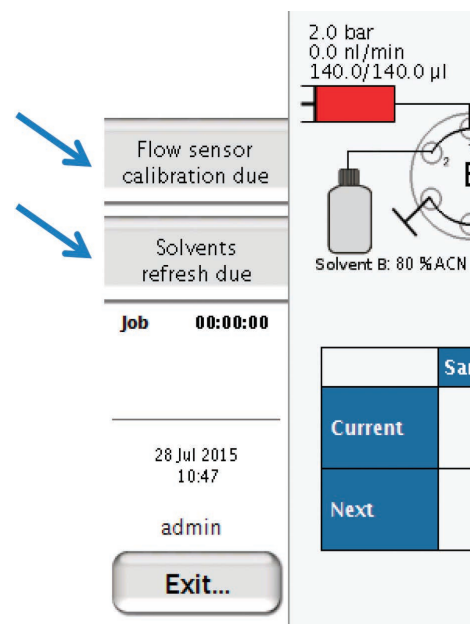 2.0 bar
0.0 nl/min
140.0/140.0 µl
Flow sensor
calibration due
2
Solvents
refresh due
Solvent B: 80 %ACN
Job 00:00:00
Current
Next
28 Jul 2015
10:47
admin
Exit...